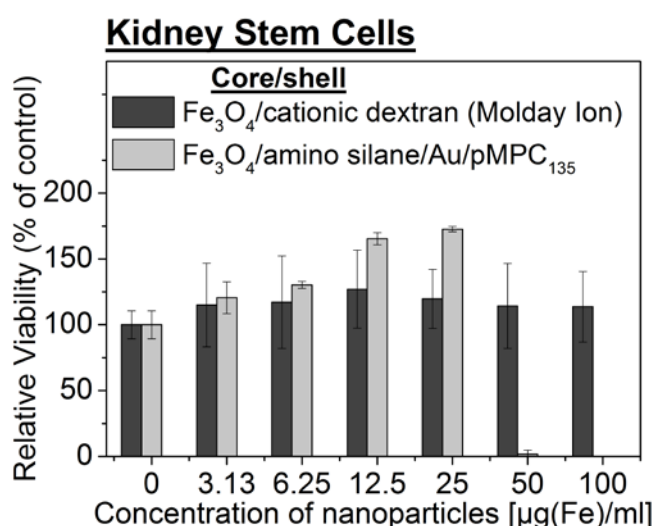 Kidney Stem Cells
Core/shell
Fe₃O₄/cationic dextran (Molday Ion)
Fe₃O₄/amino silane/Au/pMPC₁₃₅
Relative Viability (% of control)
200
150
100
50
0
0 3.13 6.25 12.5 25 50 100
Concentration of nanoparticles [µg(Fe)/ml]